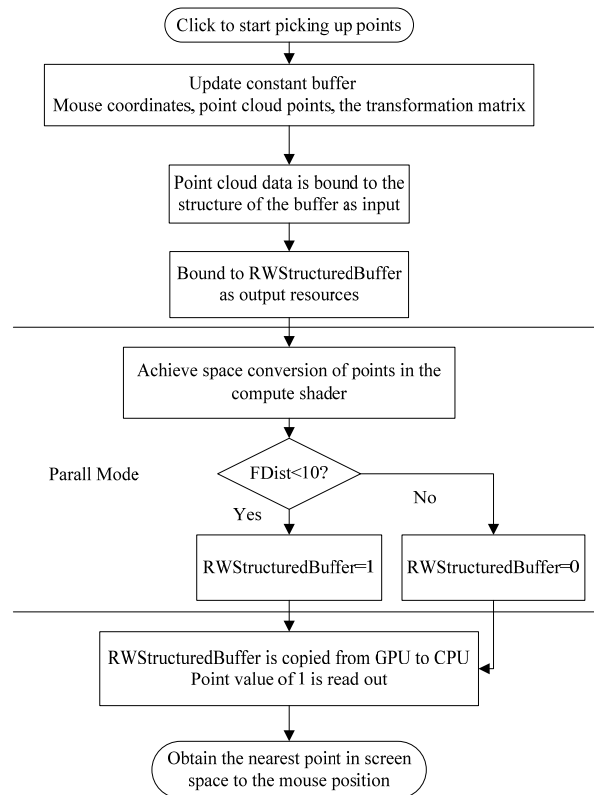 Click to start picking up points
Update constant buffer
Mouse coordinates, point cloud points, the transformation matrix
Point cloud data is bound to the
structure of the buffer as input
Bound to RWStructuredBuffer
as output resources
Achieve space conversion of points in the
compute shader
Parall Mode
FDist<10?
No
Yes
RWStructuredBuffer=1
RWStructuredBuffer=0
RWStructuredBuffer is copied from GPU to CPU
Point value of 1 is read out
Obtain the nearest point in screen
space to the mouse position